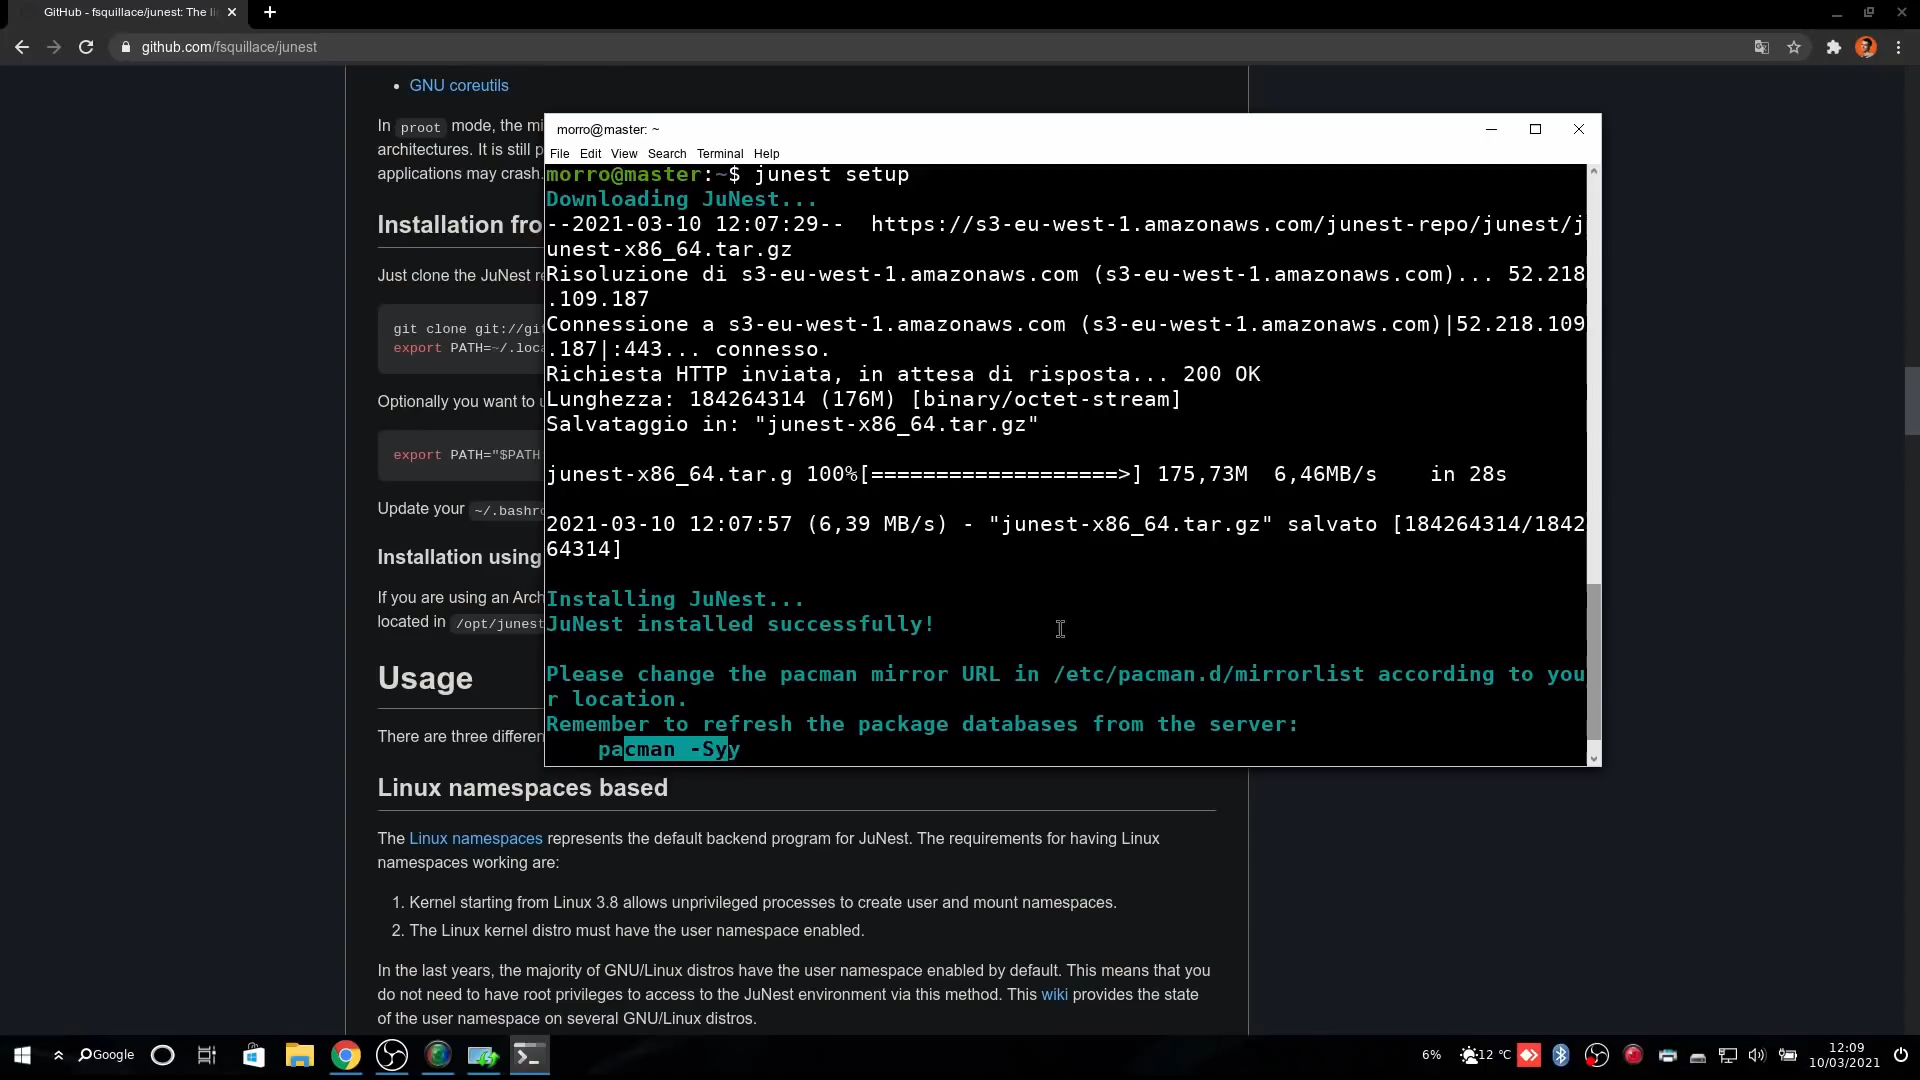 GitHub - fsquillace/junest: The li
github.com/fsquillace/junest
GNU coreutils
In proot mode, the mi
architectures. It is still p
applications may crash.
Installation fro
Just clone the JuNest re
git clone git://git
export PATH=~/.loca
Optionally you want to u
export PATH="$PATH
Update your ~/.bashrc
Installation using
If you are using an Arch
located in /opt/junest
Usage
There are three differen
morro@master: ~
File Edit View Search Terminal Help
morro@master:~$ junest setup
Downloading JuNest...
--2021-03-10 12:07:29--  https://s3-eu-west-1.amazonaws.com/junest-repo/junest/j
unest-x86_64.tar.gz
Risoluzione di s3-eu-west-1.amazonaws.com (s3-eu-west-1.amazonaws.com)... 52.218
.109.187
Connessione a s3-eu-west-1.amazonaws.com (s3-eu-west-1.amazonaws.com)|52.218.109
.187|:443... connesso.
Richiesta HTTP inviata, in attesa di risposta... 200 OK
Lunghezza: 184264314 (176M) [binary/octet-stream]
Salvataggio in: "junest-x86_64.tar.gz"
junest-x86_64.tar.g 100%[===================>] 175,73M  6,46MB/s    in 28s
2021-03-10 12:07:57 (6,39 MB/s) - "junest-x86_64.tar.gz" salvato [184264314/1842
64314]
Installing JuNest...
JuNest installed successfully!
Please change the pacman mirror URL in /etc/pacman.d/mirrorlist according to you
r location.
Remember to refresh the package databases from the server:
pacman -Syy
Linux namespaces based
The Linux namespaces represents the default backend program for JuNest. The requirements for having Linux
namespaces working are:
1. Kernel starting from Linux 3.8 allows unprivileged processes to create user and mount namespaces.
2. The Linux kernel distro must have the user namespace enabled.
In the last years, the majority of GNU/Linux distros have the user namespace enabled by default. This means that you
do not need to have root privileges to access to the JuNest environment via this method. This wiki provides the state
of the user namespace on several GNU/Linux distros.
Google
6%
12 °C
12:09
10/03/2021